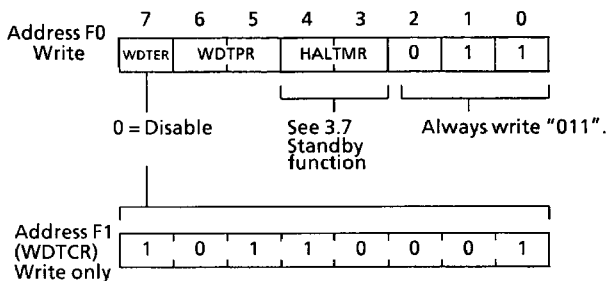 7 6 5 4 3 2 1 0
Address F0
Write
WDTER WDTPR HALTMR 0 1 1
0 = Disable
See 3.7
Standby
function
Always write "011".
Address F1
(WDTCR)
Write only
1 0 1 1 0 0 0 1